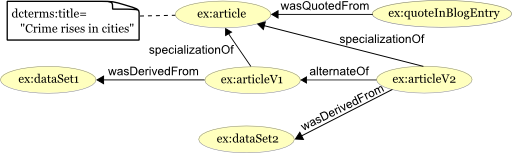 dcterms:title=
"Crime rises in cities"
ex:article
wasQuotedFrom
ex:quoteInBlogEntry
specializationOf
specializationOf
ex:dataSet1
wasDerivedFrom
ex:articleV1
alternateOf
ex:articleV2
wasDerivedFrom
ex:dataSet2